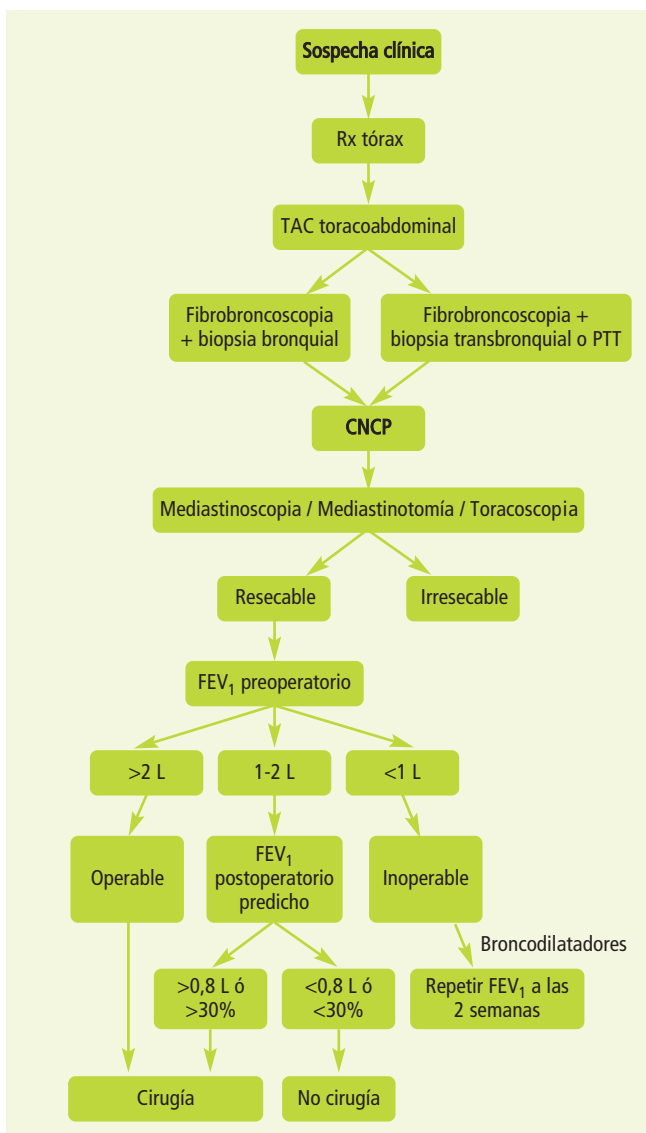 Sospecha clínica
Rx tórax
TAC toracoabdominal
Fibrobroncoscopia
+ biopsia bronquial
Fibrobroncoscopia +
biopsia transbronquial o PTT
CNCP
Mediastinoscopia / Mediastinotomía / Toracoscopia
Resecable
Irresecable
FEV₁ preoperatorio
>2 L
1-2 L
<1 L
Operable
FEV₁
postoperatorio
predicho
Inoperable
Broncodilatadores
>0,8 L ó
>30%
<0,8 L ó
<30%
Repetir FEV₁ a las
2 semanas
Cirugía
No cirugía